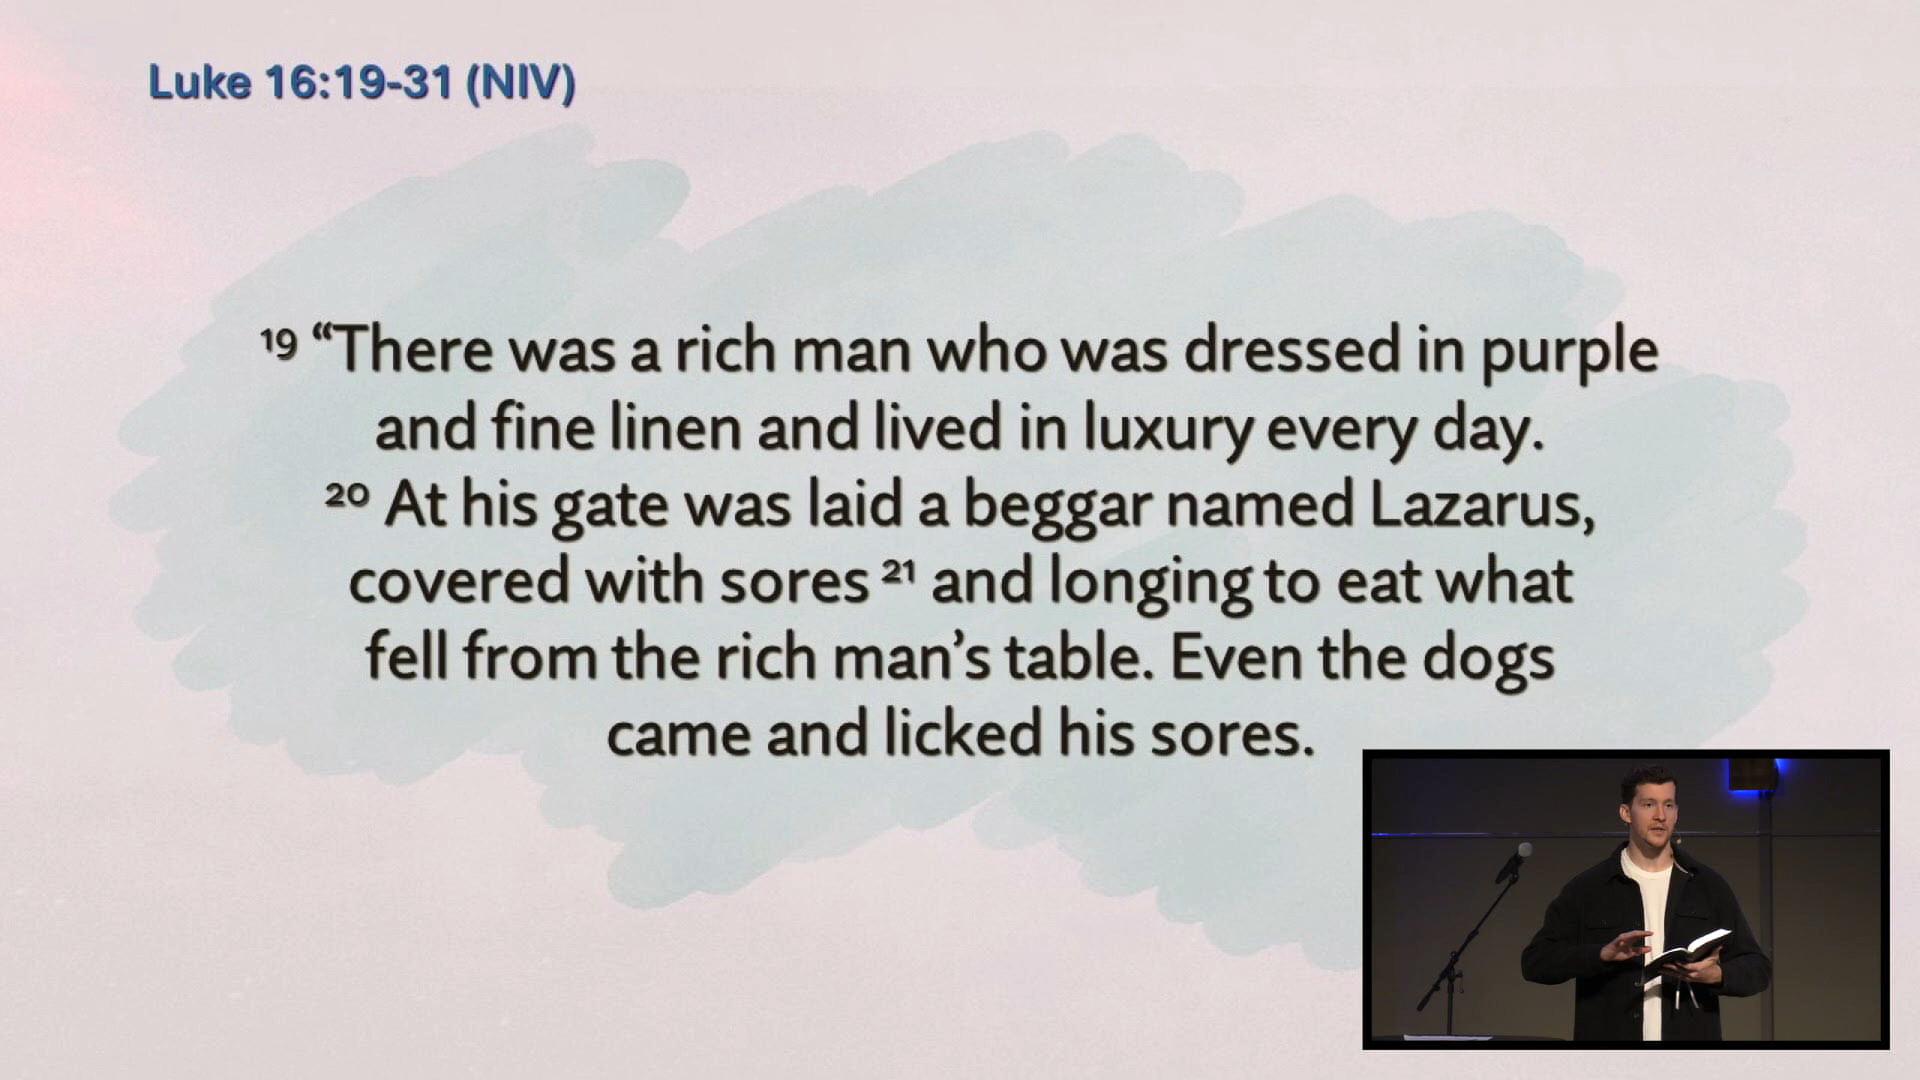 Luke 16:19-31 (NIV)
19 “There was a rich man who was dressed in purple
and fine linen and lived in luxury every day.
20 At his gate was laid a beggar named Lazarus,
covered with sores 21 and longing to eat what
fell from the rich man’s table. Even the dogs
came and licked his sores.